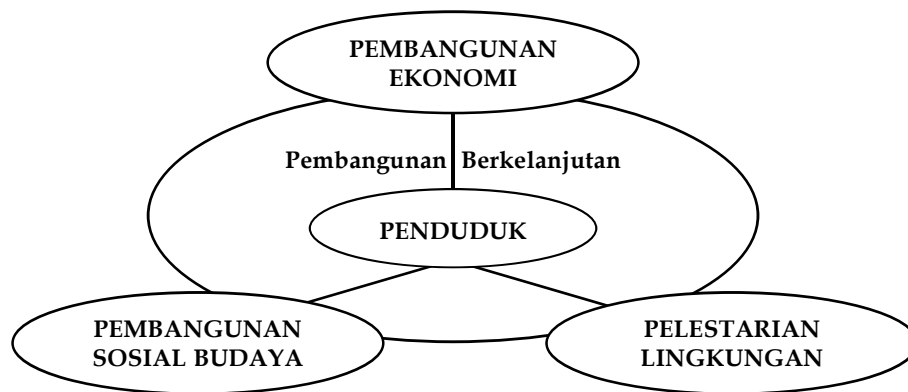 PEMBANGUNAN
EKONOMI
Pembangunan Berkelanjutan
PENDUDUK
PEMBANGUNAN
SOSIAL BUDAYA
PELESTARIAN
LINGKUNGAN